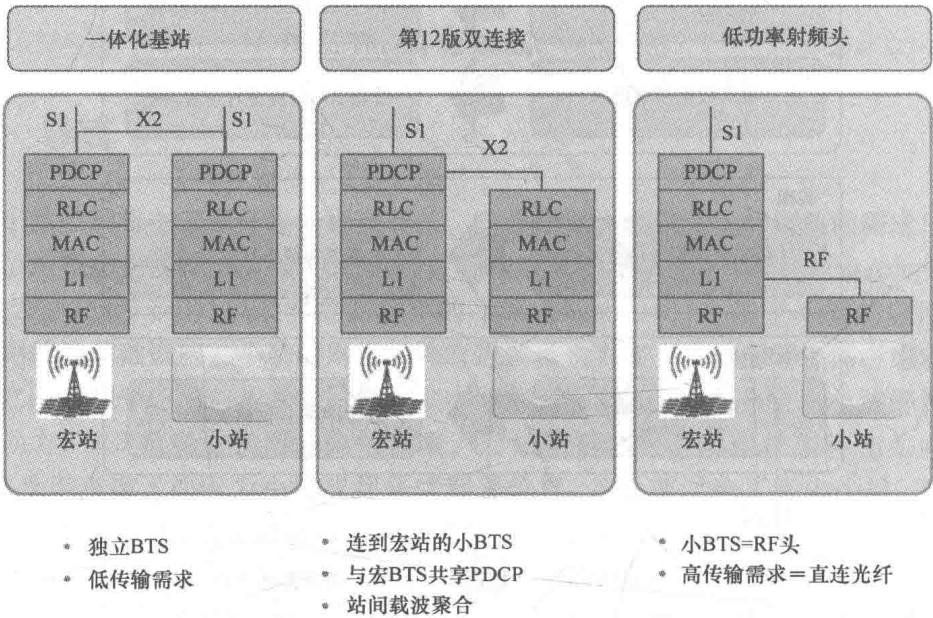 一体化基站
第12版双连接
低功率射频头
S1 X2 S1
PDCP PDCP
RLC RLC
MAC MAC
L1 L1
RF RF
宏站 小站
S1
X2
PDCP
RLC RLC
MAC MAC
L1 L1
RF RF
宏站 小站
S1
PDCP
RLC
MAC
RF
L1
RF RF
宏站 小站
• 独立BTS
• 低传输需求
• 连到宏站的小BTS
• 与宏BTS共享PDCP
• 站间载波聚合
• 小BTS=RF头
• 高传输需求=直连光纤